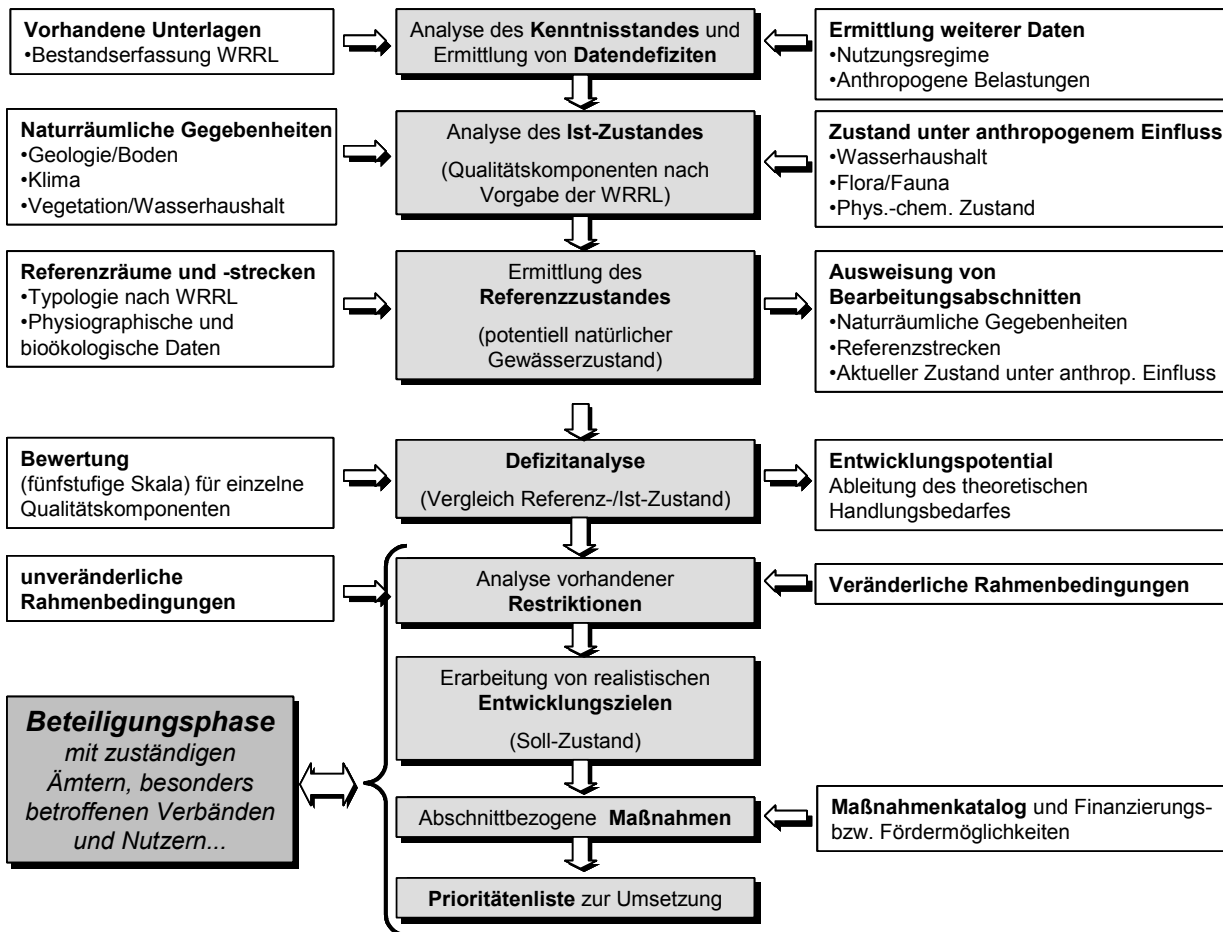 Vorhandene Unterlagen
•Bestandserfassung WRRL
Analyse des Kenntnisstandes und
Ermittlung von Datendefiziten
Ermittlung weiterer Daten
•Nutzungsregime
•Anthropogene Belastungen
Naturräumliche Gegebenheiten
•Geologie/Boden
•Klima
•Vegetation/Wasserhaushalt
Analyse des Ist-Zustandes
(Qualitätskomponenten nach
Vorgabe der WRRL)
Zustand unter anthropogenem Einfluss
•Wasserhaushalt
•Flora/Fauna
•Phys.-chem. Zustand
Referenzräume und -strecken
•Typologie nach WRRL
•Physiographische und
bioökologische Daten
Ermittlung des
Referenzzustandes
(potentiell natürlicher
Gewässerzustand)
Ausweisung von
Bearbeitungsabschnitten
•Naturräumliche Gegebenheiten
•Referenzstrecken
•Aktueller Zustand unter anthrop. Einfluss
Bewertung
(fünfstufige Skala) für einzelne
Qualitätskomponenten
Defizitanalyse
(Vergleich Referenz-/Ist-Zustand)
Entwicklungspotential
Ableitung des theoretischen
Handlungsbedarfes
unveränderliche
Rahmenbedingungen
Analyse vorhandener
Restriktionen
Veränderliche Rahmenbedingungen
Erarbeitung von realistischen
Entwicklungszielen
(Soll-Zustand)
Beteiligungsphase
mit zuständigen
Ämtern, besonders
betroffenen Verbänden
und Nutzern...
Abschnittbezogene Maßnahmen
Maßnahmenkatalog und Finanzierungs-
bzw. Fördermöglichkeiten
Prioritätenliste zur Umsetzung